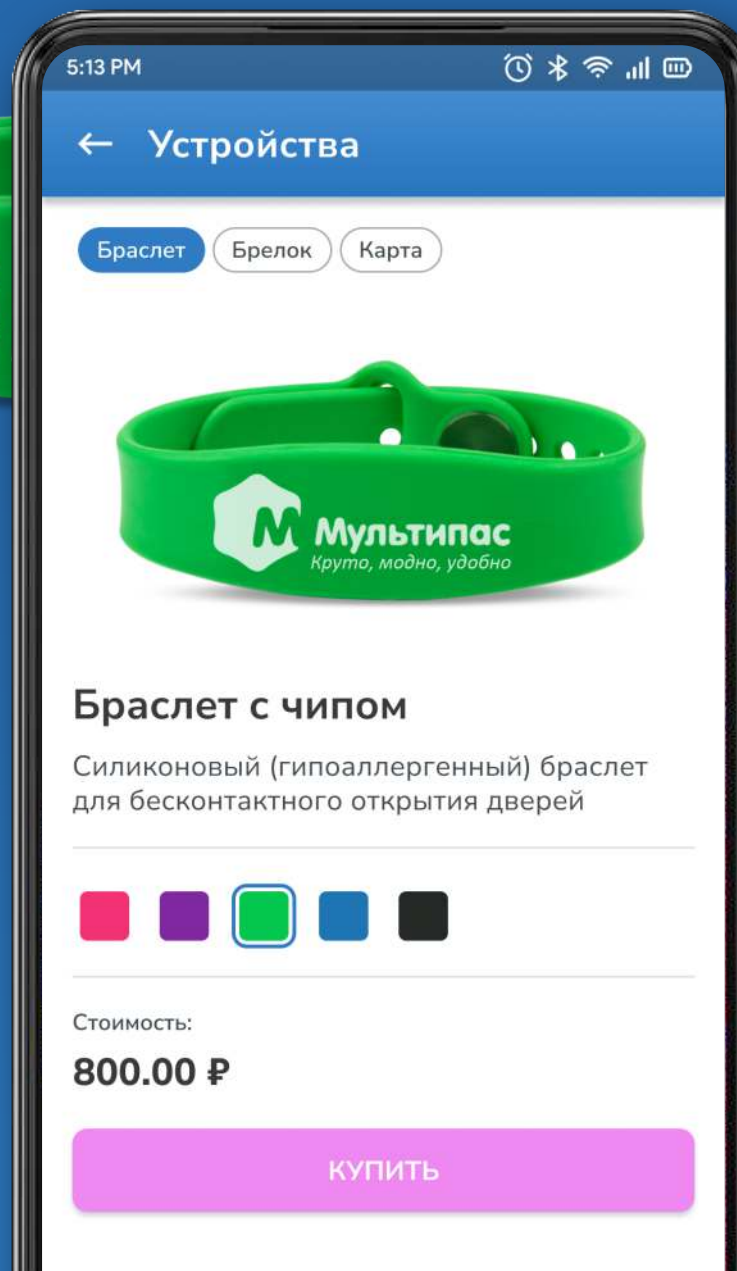 5:13 PM
Устройства
Браслет Брелок Карта
М Мультипас
Круто, модно, удобно
Браслет с чипом
Силиконовый (гипоаллергенный) браслет
для бесконтактного открытия дверей
Стоимость:
800.00 ₽
КУПИТЬ